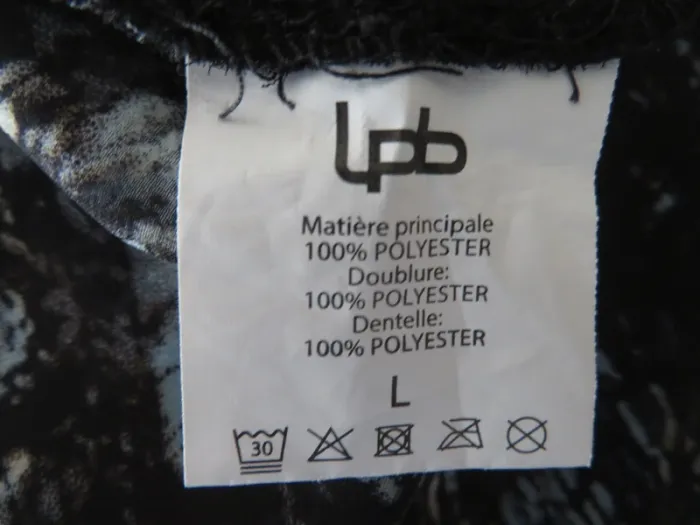 Lpb
Matière principale
100% POLYESTER
Doublure:
100% POLYESTER
Dentelle:
100% POLYESTER
L
30